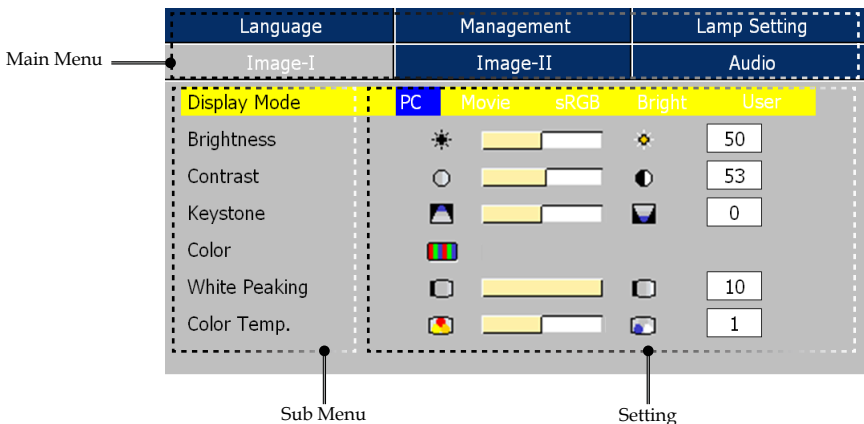 Language Management Lamp Setting
Main Menu
Image-I Image-II Audio
Display Mode PC Movie sRGB Bright User
Brightness 50
Contrast 53
Keystone 0
Color
White Peaking 10
Color Temp. 1
Sub Menu Setting